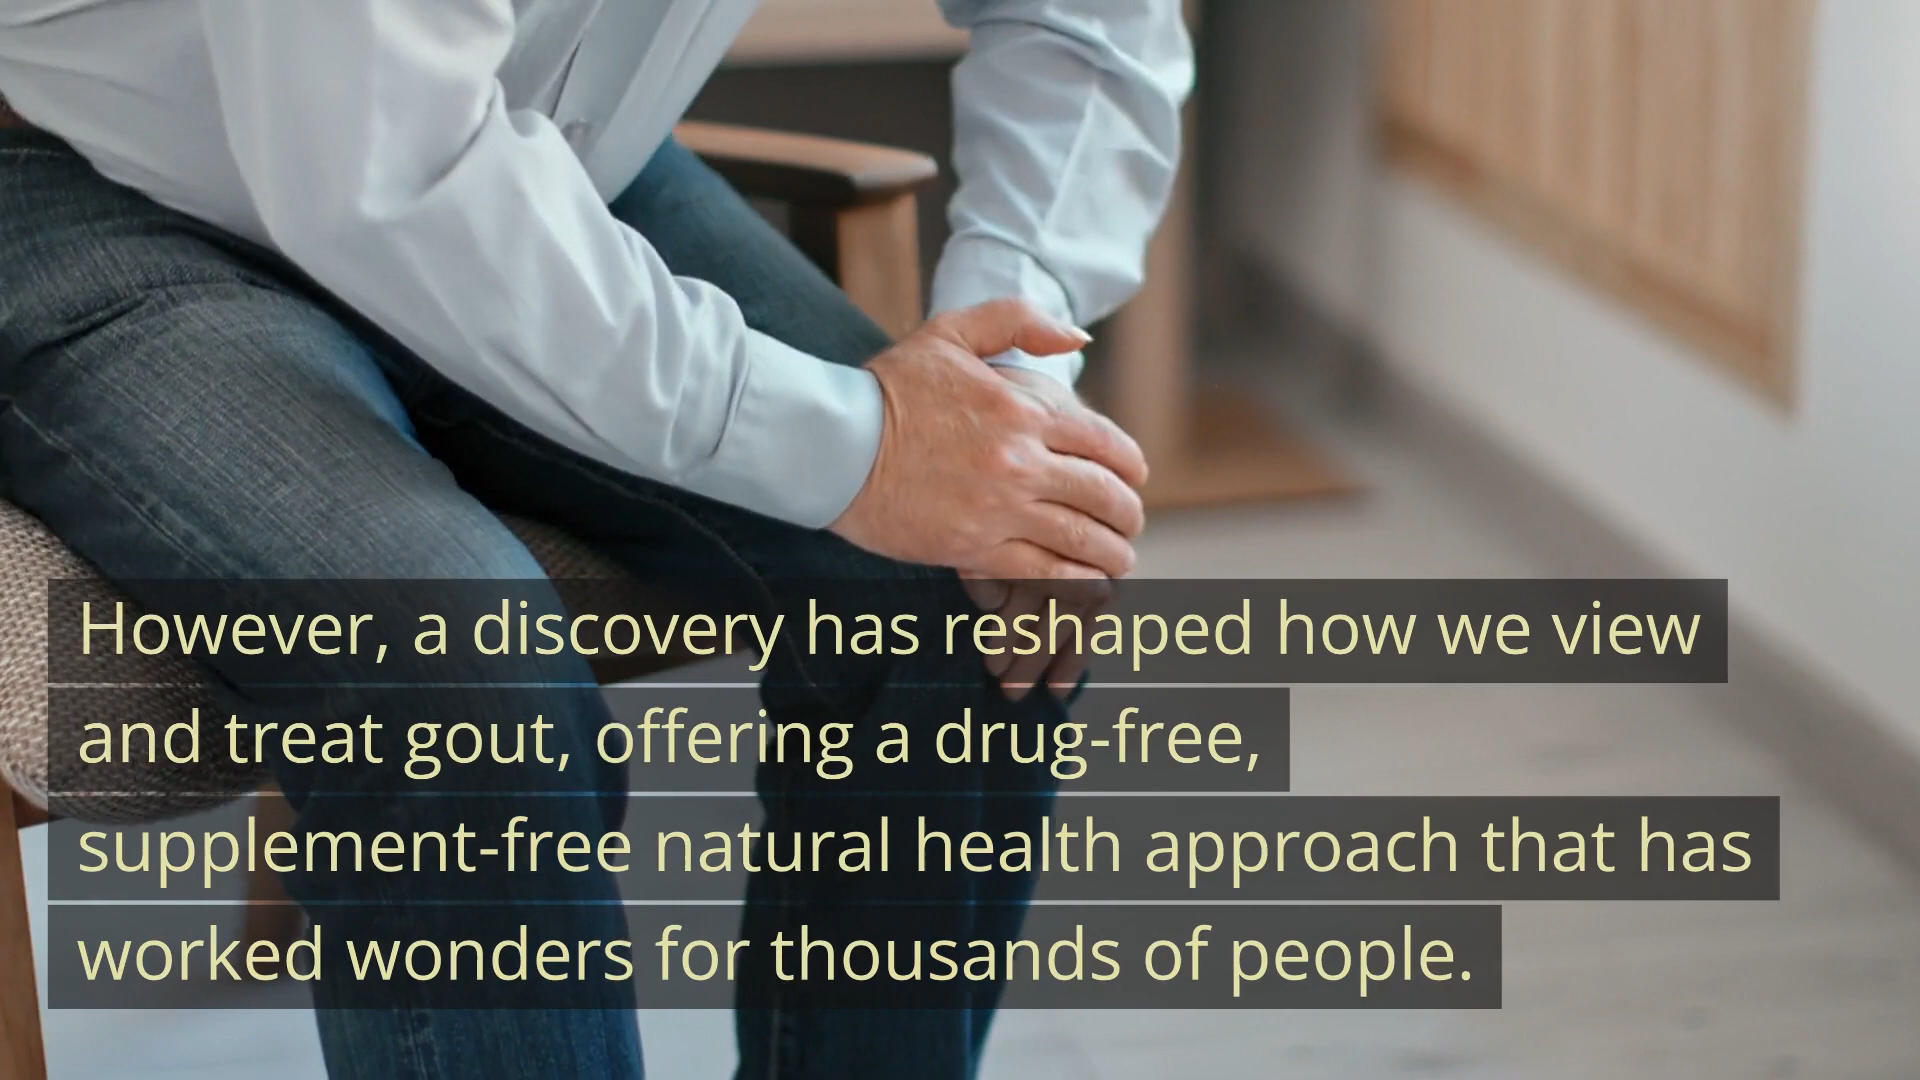 However, a discovery has reshaped how we view
and treat gout, offering a drug-free,
supplement-free natural health approach that has
worked wonders for thousands of people.